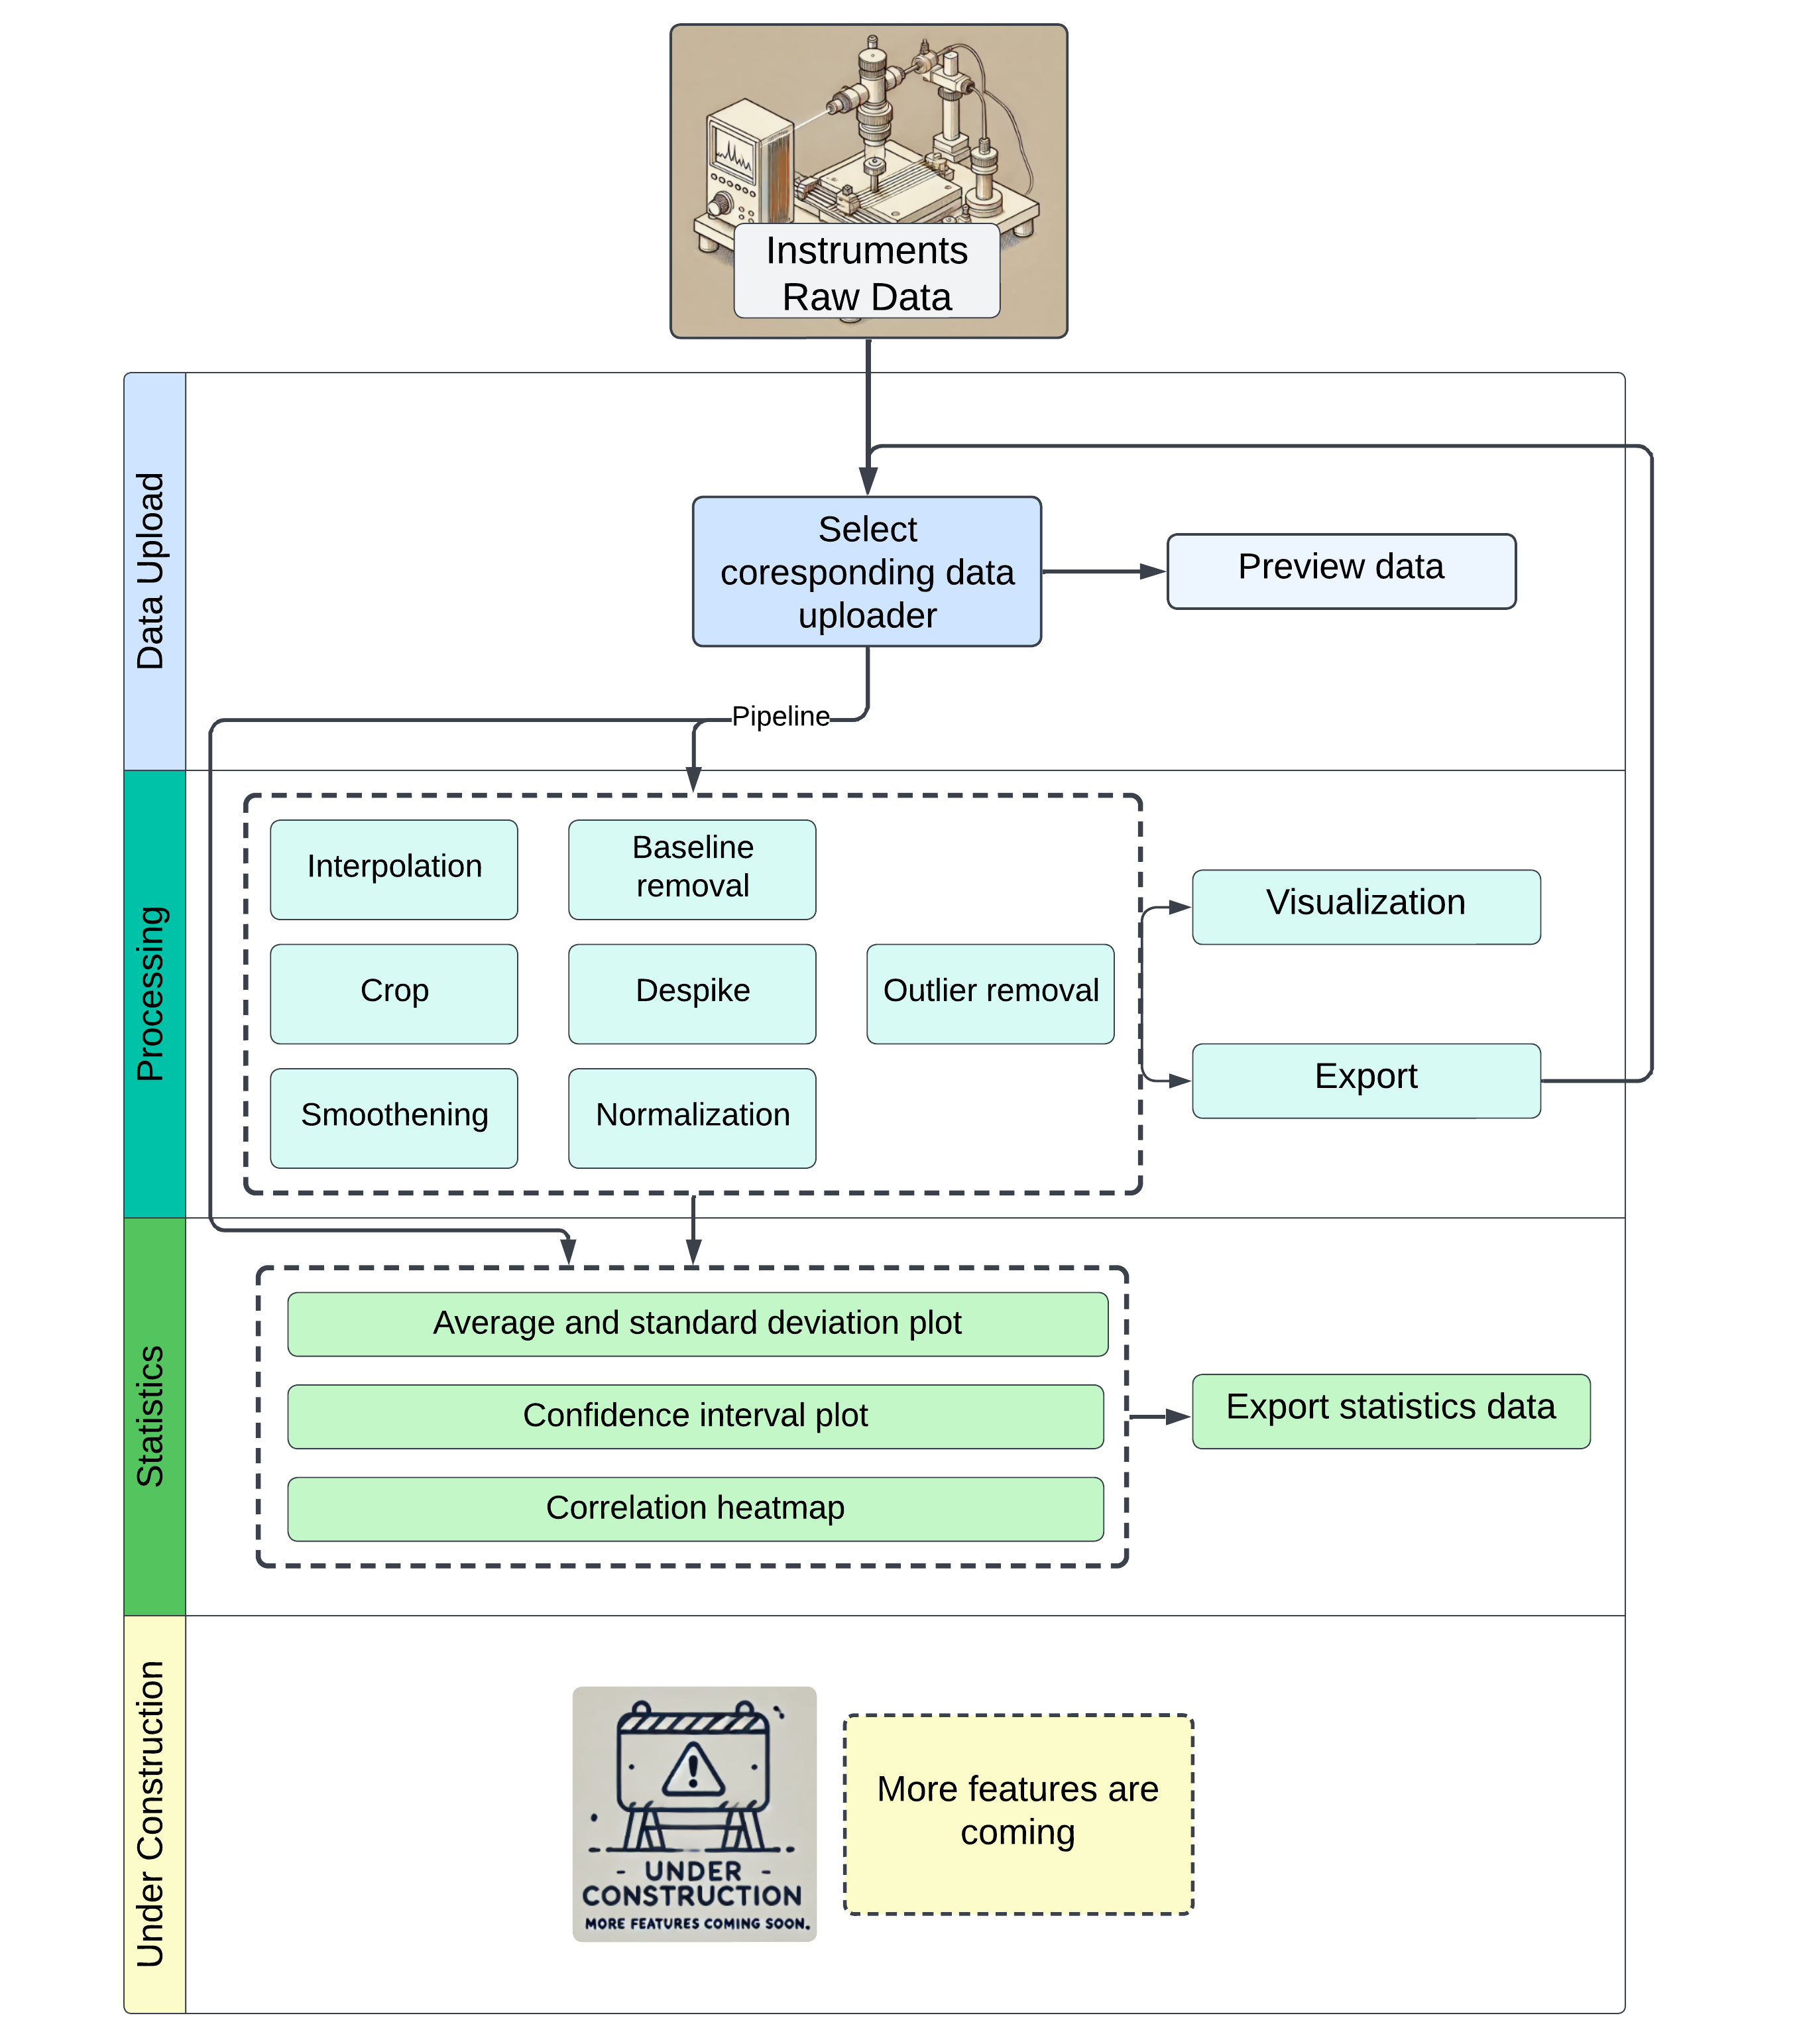 Instruments
Raw Data
Data Upload
Select
coresponding data
uploader
Preview data
Pipeline
Processing
Interpolation
Baseline
removal
Crop
Despike
Outlier removal
Smoothening
Normalization
Visualization
Export
Statistics
Average and standard deviation plot
Confidence interval plot
Correlation heatmap
Export statistics data
Under Construction
- UNDER -
CONSTRUCTION
MORE FEATURES COMING SOON.
More features are
coming